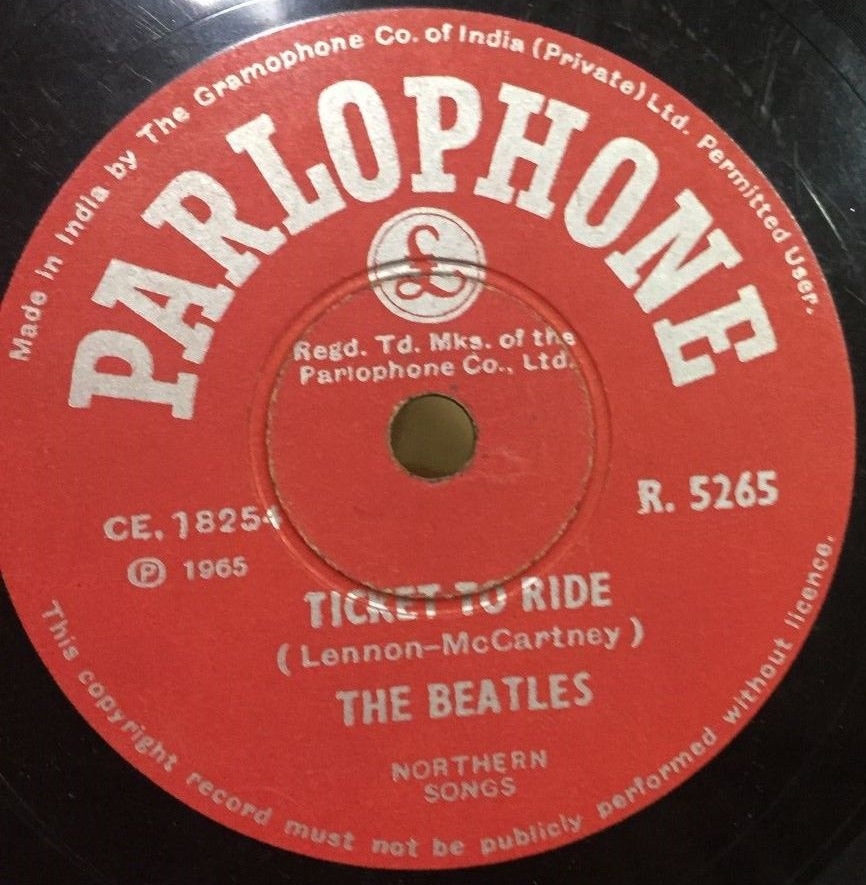 Made in India by The Gramophone Co. of India (Private) Ltd. Permitted User.
PARLOPHONE
£
Regd. Td. Mks. of the
Parlophone Co., Ltd.
R. 5265
CE. 18254
℗ 1965
TICKET TO RIDE
(Lennon-McCartney)
THE BEATLES
NORTHERN
SONGS
This copyright record must not be publicly performed without licence.